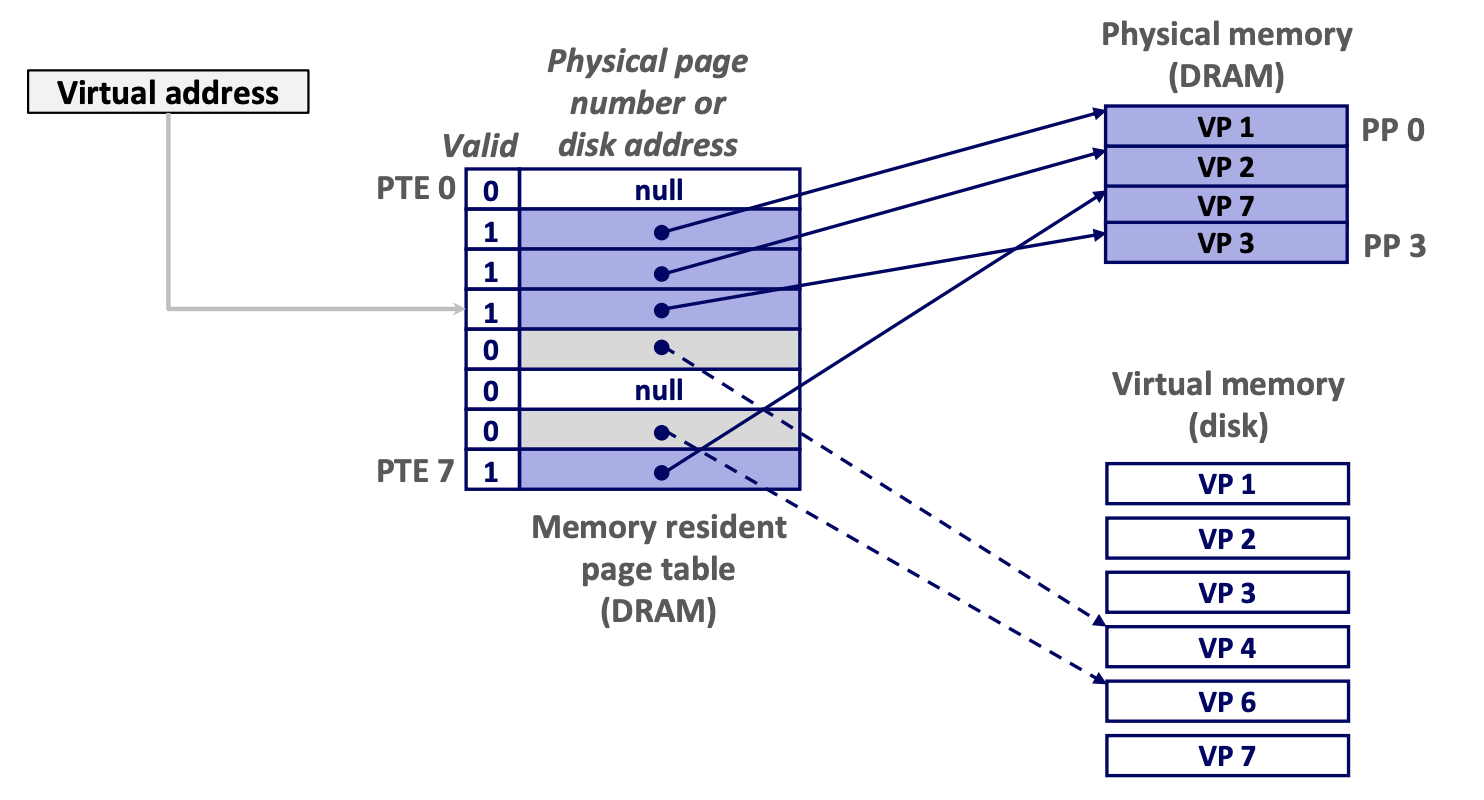 Virtual address
Physical page
number or
disk address
Valid
PTE 0
0
null
1
1
1
0
0
null
0
PTE 7
1
Memory resident
page table
(DRAM)
Physical memory
(DRAM)
VP 1
PP 0
VP 2
VP 7
VP 3
PP 3
Virtual memory
(disk)
VP 1
VP 2
VP 3
VP 4
VP 6
VP 7